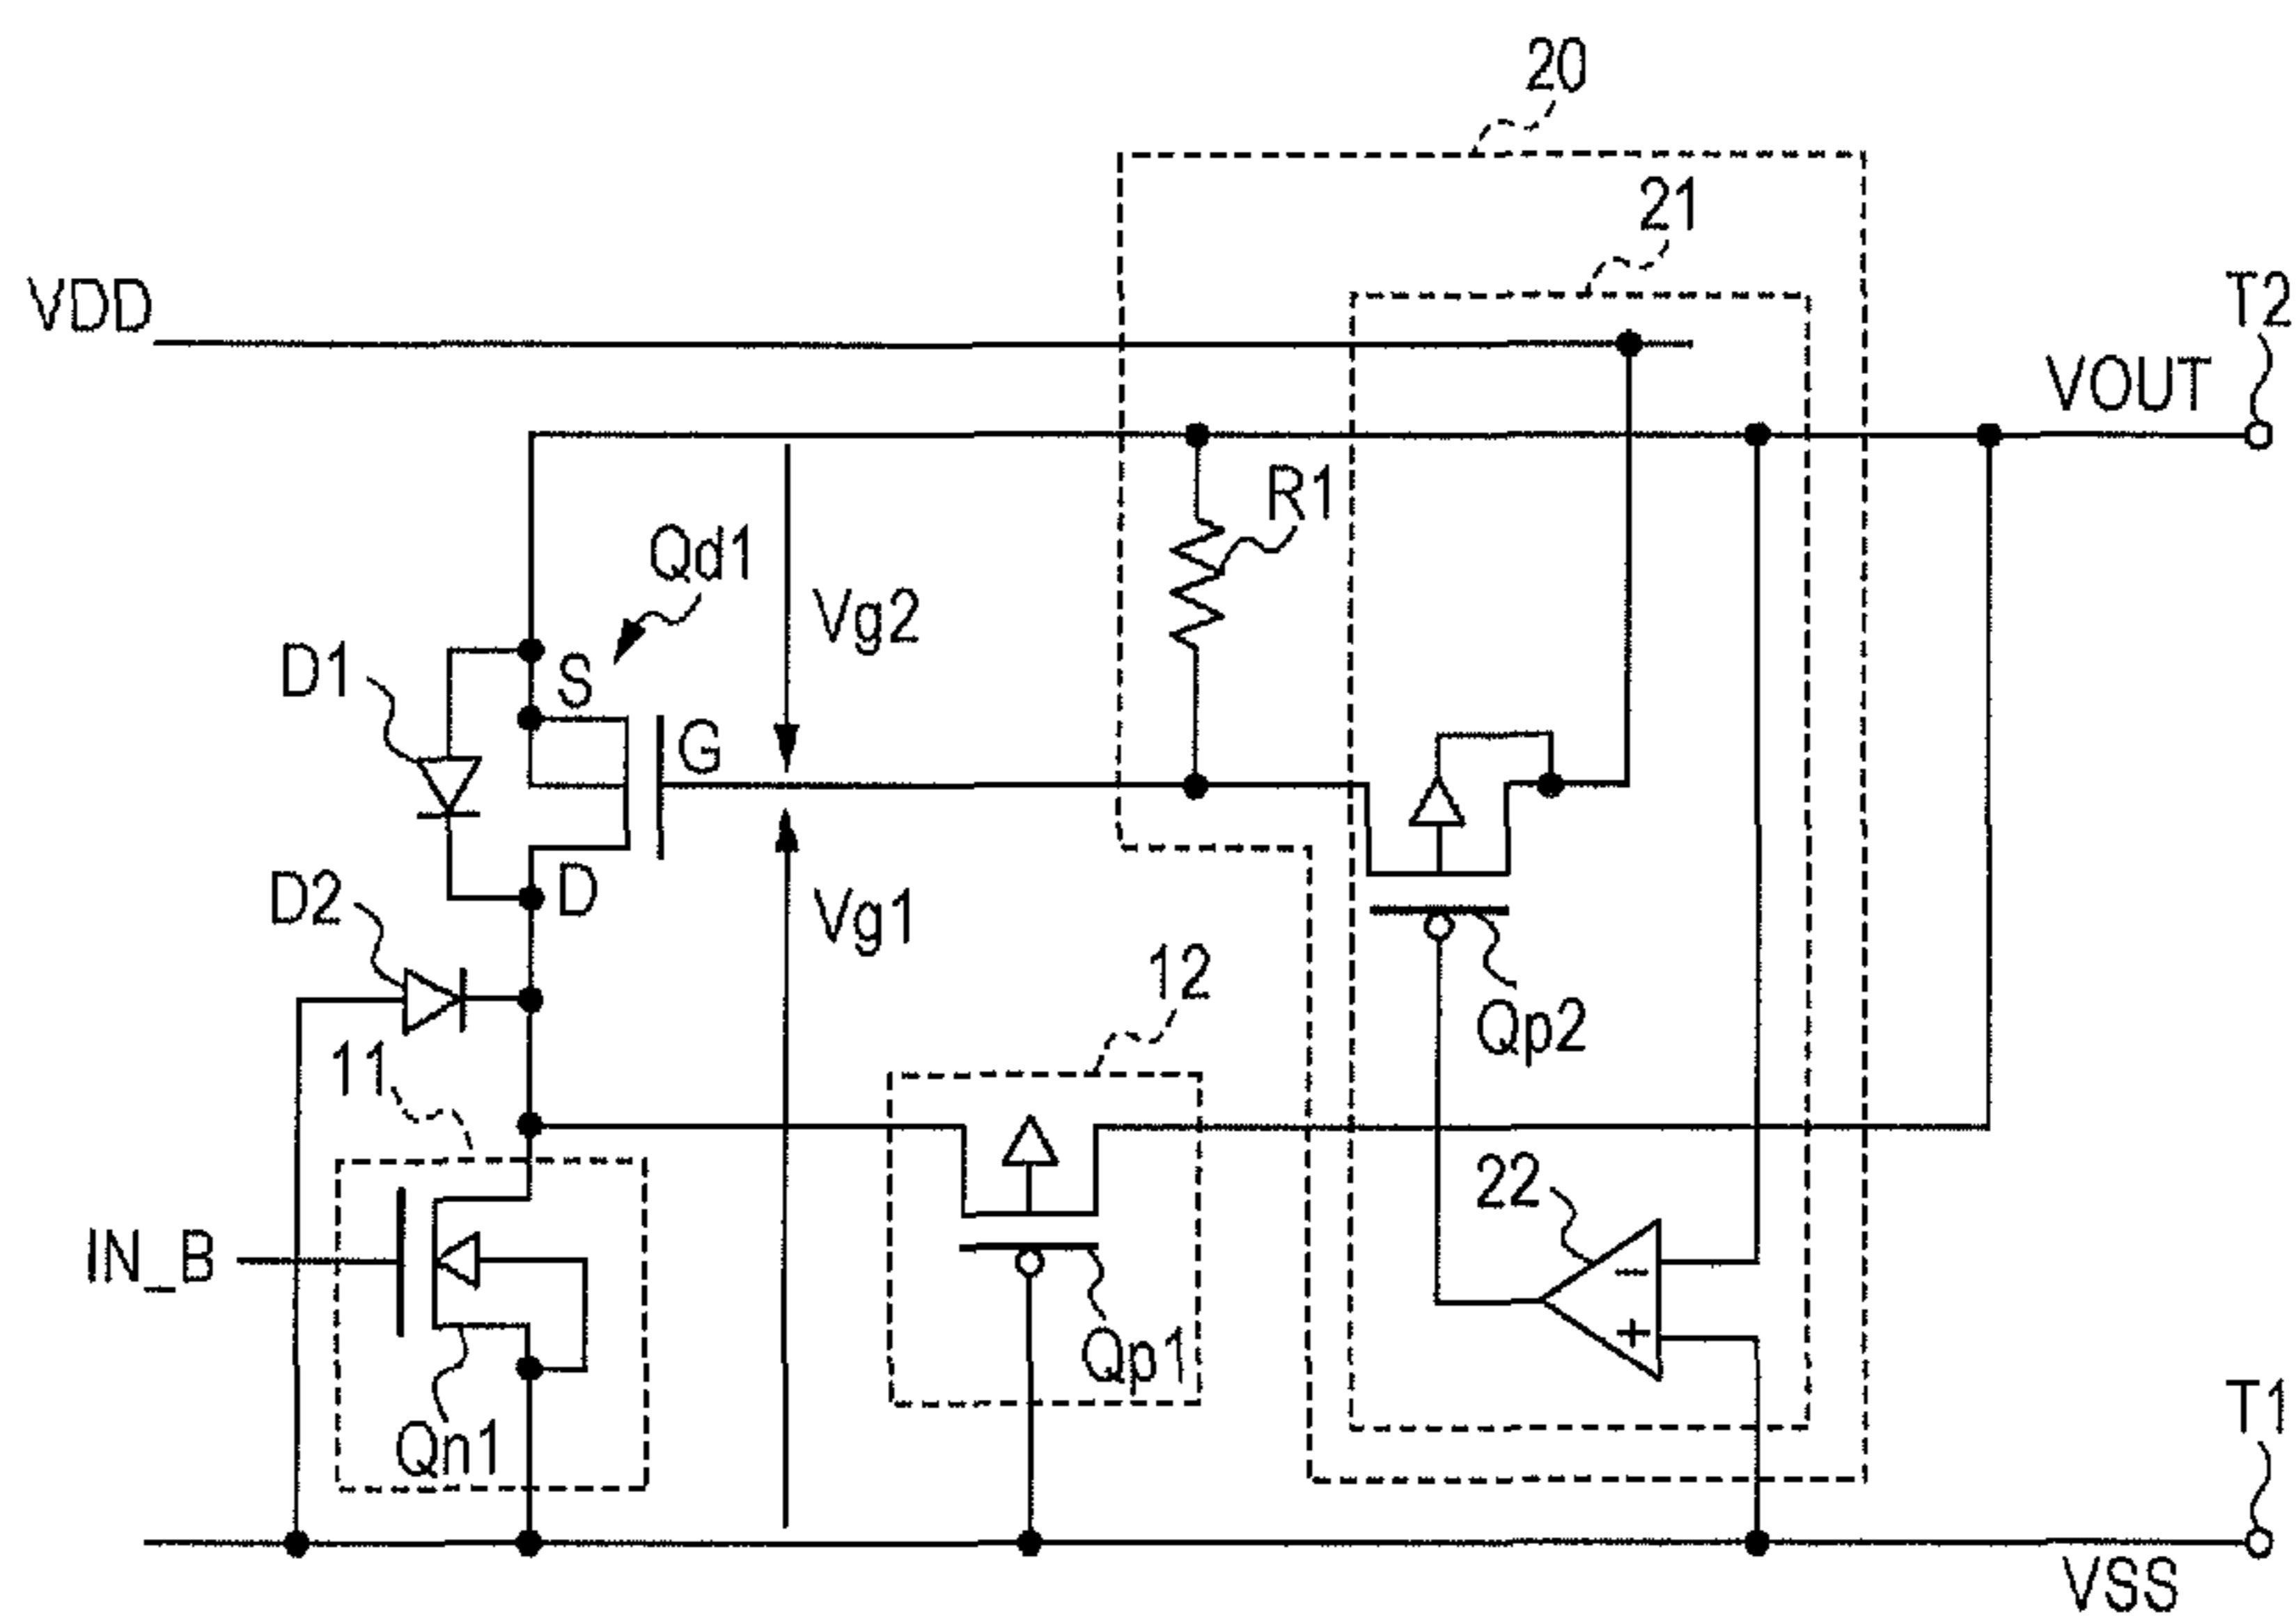 20
21
VDD
T2
VOUT
R1
Qd1
Vg2
D1
S
G
D2
D
Vg1
12
Qp2
11
22
IN_B
−
+
Qp1
T1
Qn1
VSS